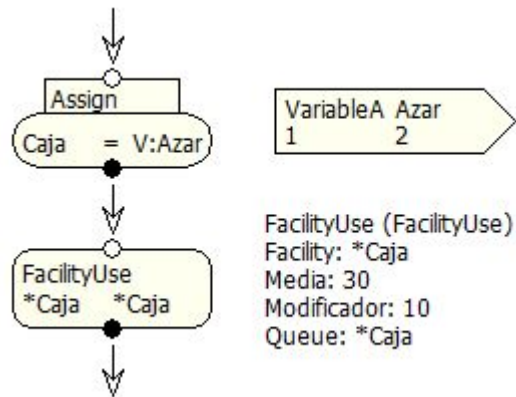 Assign
Caja = V:Azar
VariableA Azar
1 2
FacilityUse
*Caja *Caja
FacilityUse (FacilityUse)
Facility: *Caja
Media: 30
Modificador: 10
Queue: *Caja